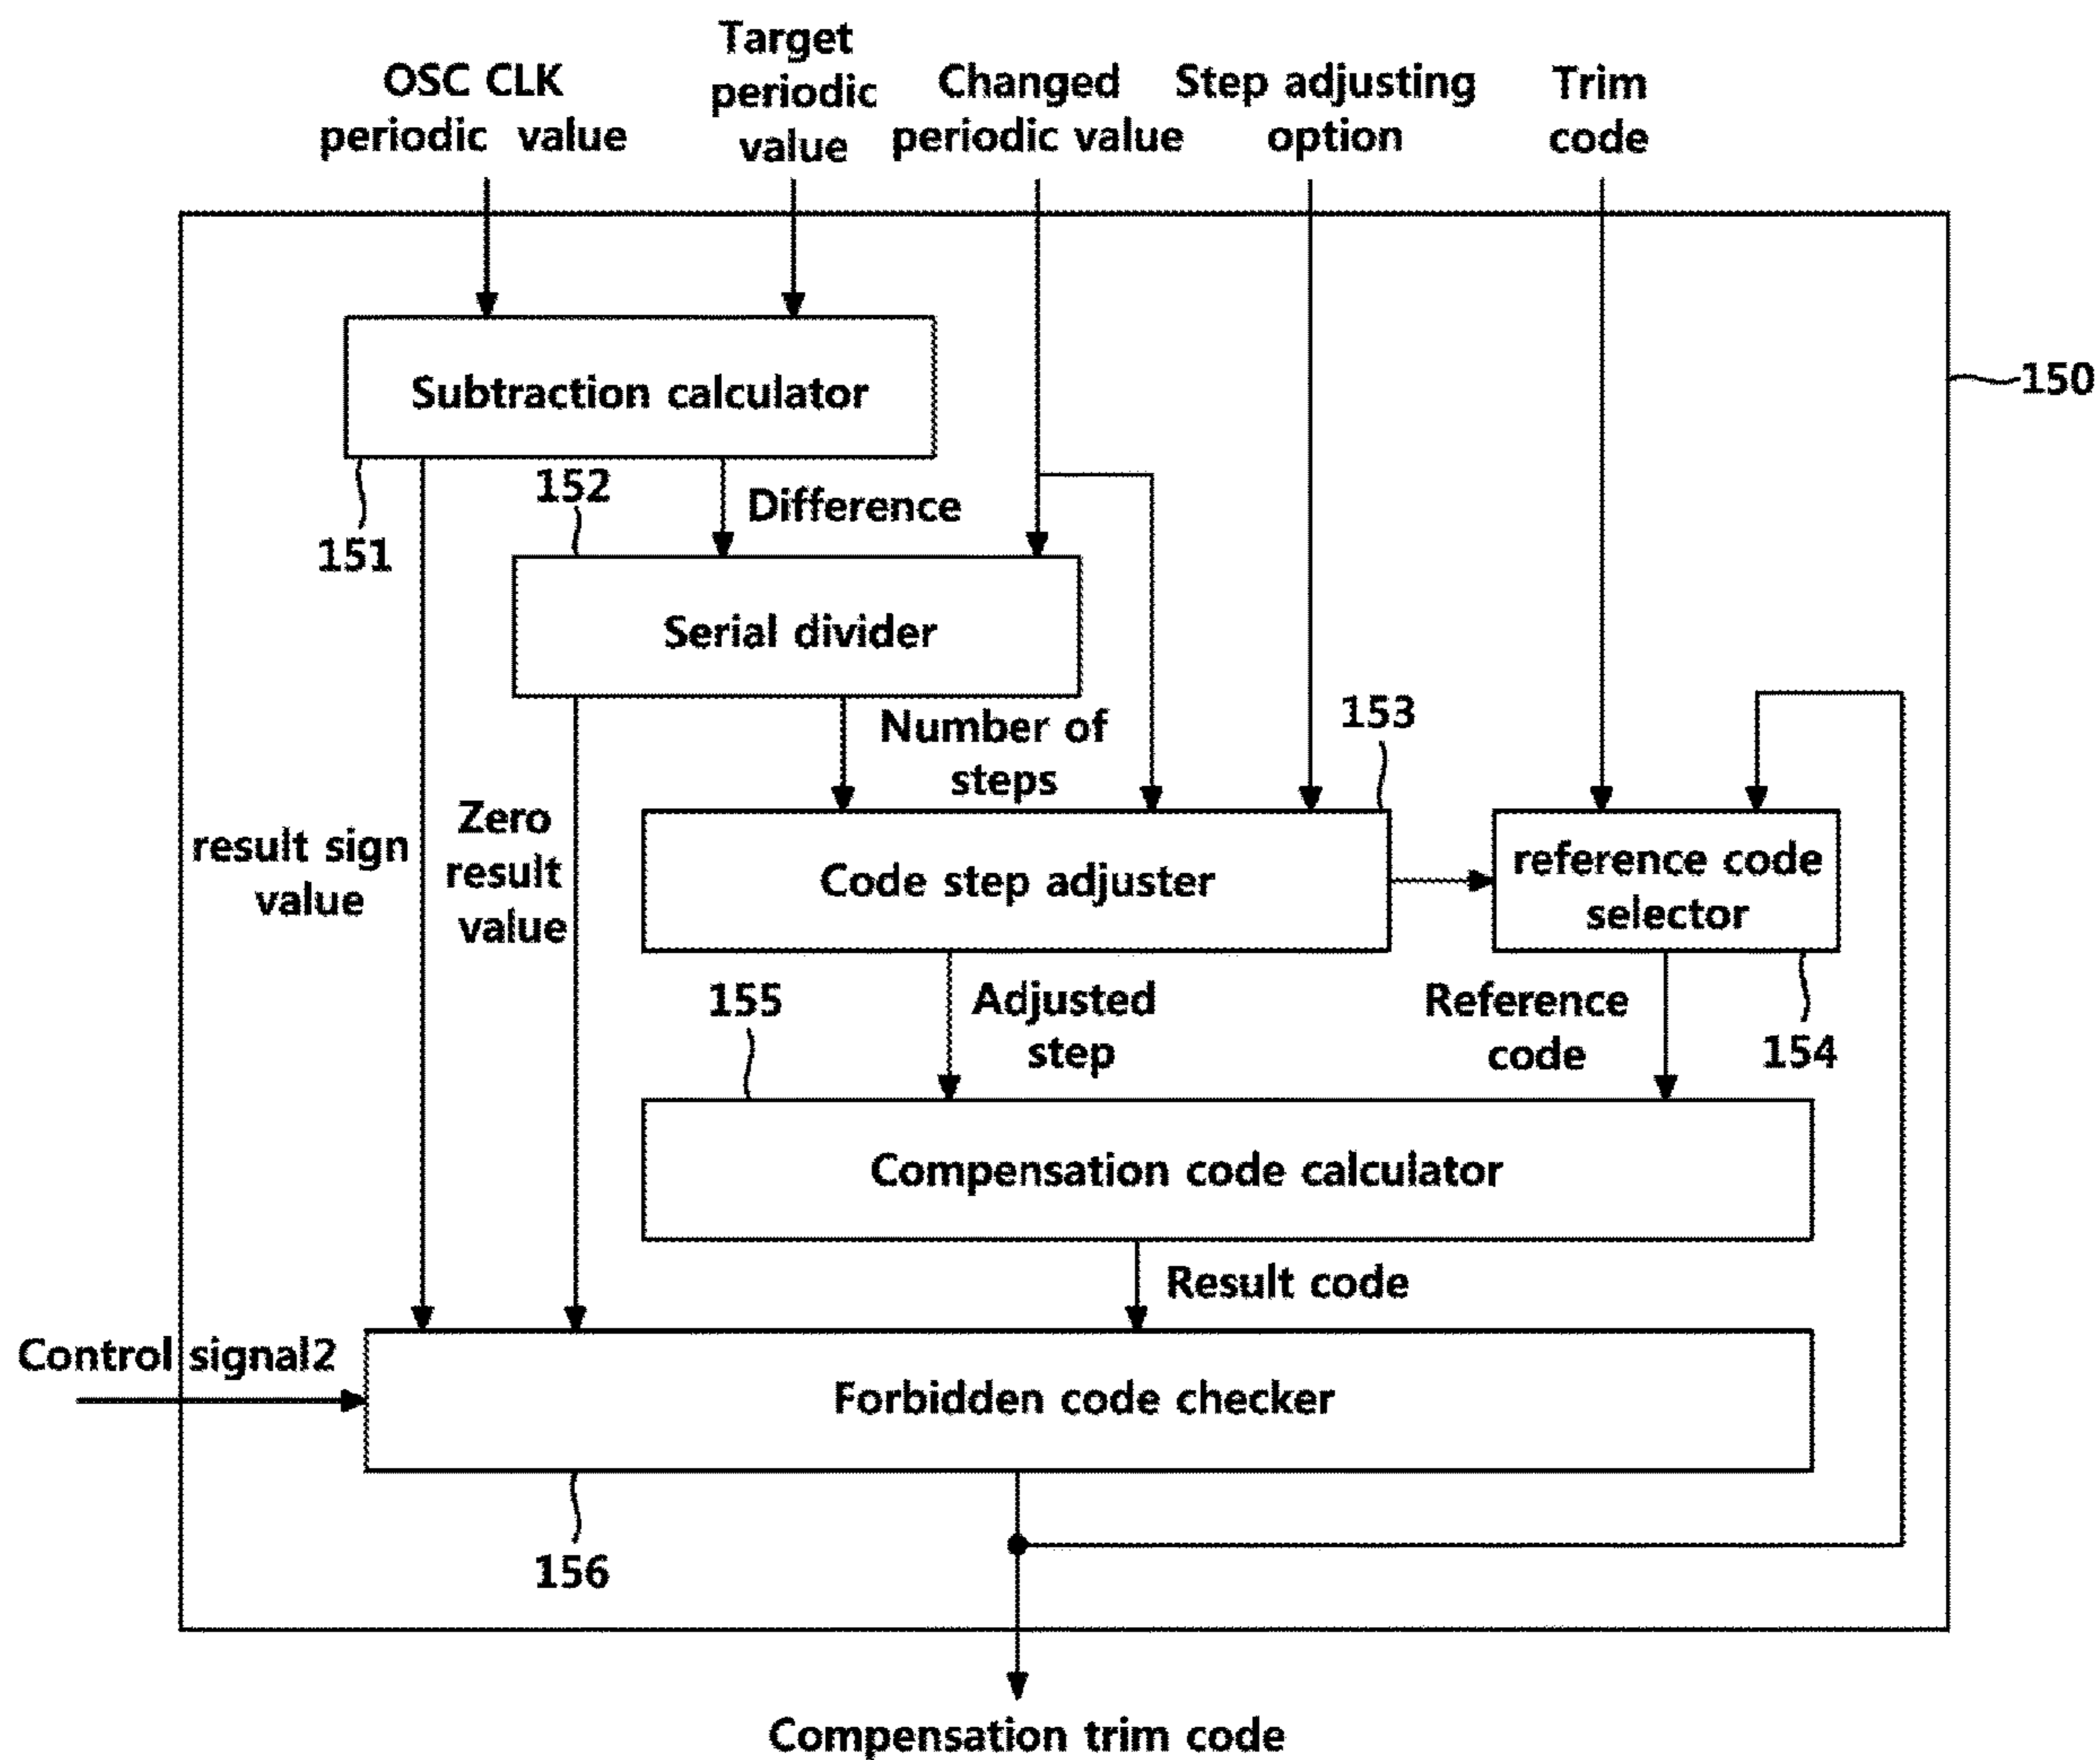 OSC CLK
periodic value
Target
periodic
value
Changed
periodic value
Step adjusting
option
Trim
code
150
Subtraction calculator
151
152
Difference
Serial divider
Number of
steps
153
result sign
value
Zero
result
value
Code step adjuster
reference code
selector
155
Adjusted
step
Reference
code
154
Compensation code calculator
Result code
Control signal2
Forbidden code checker
156
Compensation trim code